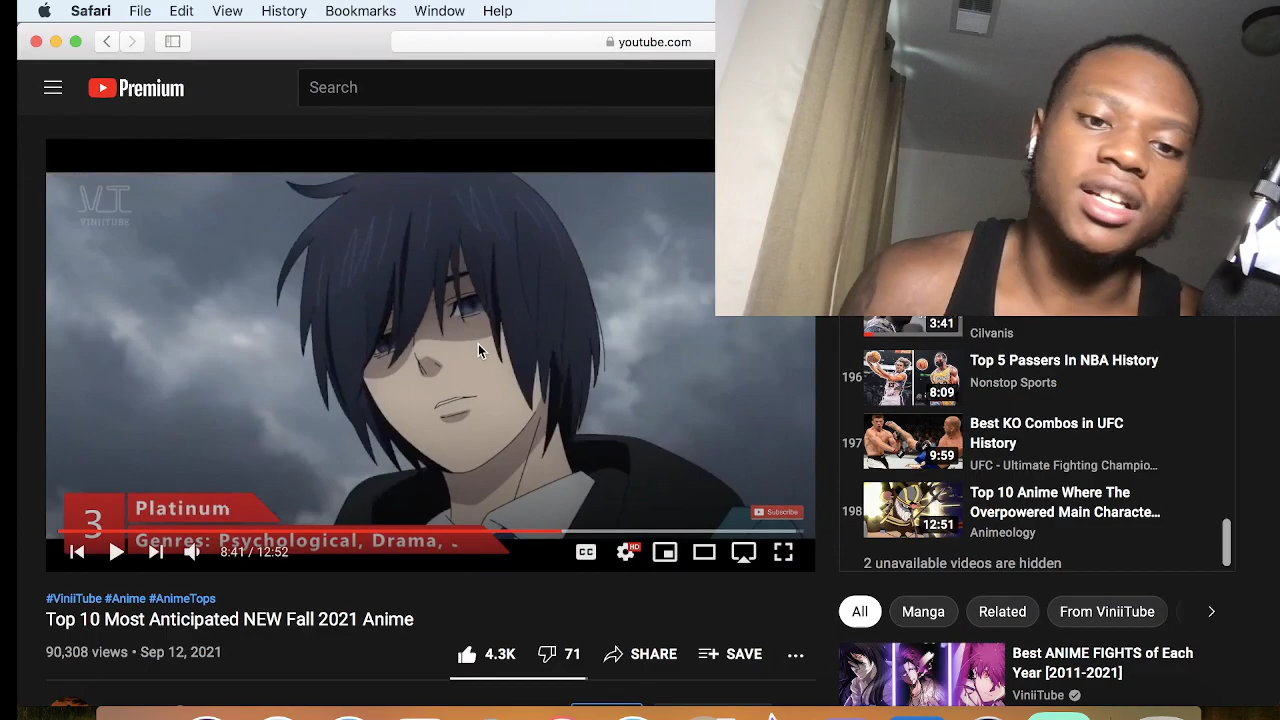 Safari File Edit View History Bookmarks Window Help
youtube.com
Premium
Search
VT
VINIITUBE
3
Platinum
Genres: Psychological, Drama,
Subscribe
8:41 / 12:52
CC
HD
#ViniiTube #Anime #AnimeTops
Top 10 Most Anticipated NEW Fall 2021 Anime
90,308 views • Sep 12, 2021
4.3K
71
SHARE
SAVE
3:41
Cilvanis
196
8:09
Top 5 Passers In NBA HIstory
Nonstop Sports
197
9:59
Best KO Combos in UFC
History
UFC - Ultimate Fighting Champio...
198
12:51
Top 10 Anime Where The
Overpowered Main Characte...
Animeology
2 unavailable videos are hidden
All
Manga
Related
From ViniiTube
Best ANIME FIGHTS of Each
Year [2011-2021]
ViniiTube